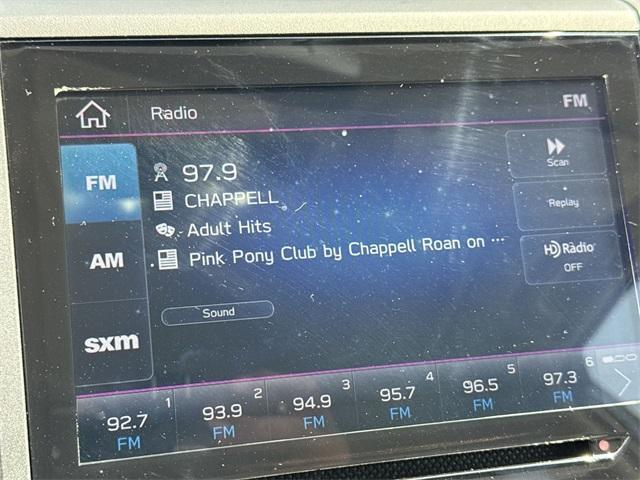 Radio
FM
FM
97.9
CHAPPELL
Adult Hits
Pink Pony Club by Chappell Roan on ...
Scan
Replay
HD Radio
OFF
AM
sxm
Sound
1
92.7
FM
2
93.9
FM
3
94.9
FM
4
95.7
FM
5
96.5
FM
6
97.3
FM